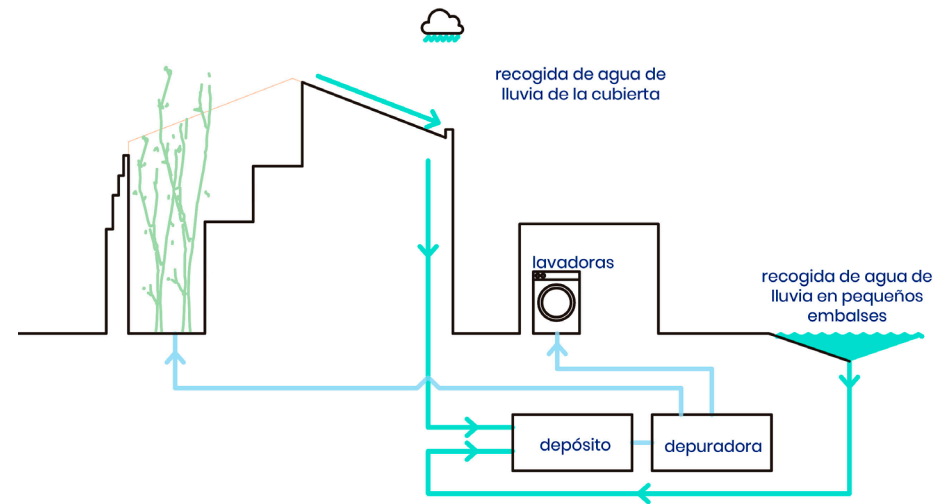 recogida de agua de
lluvia de la cubierta
lavadoras
recogida de agua de
lluvia en pequeños
embalses
depósito
depuradora